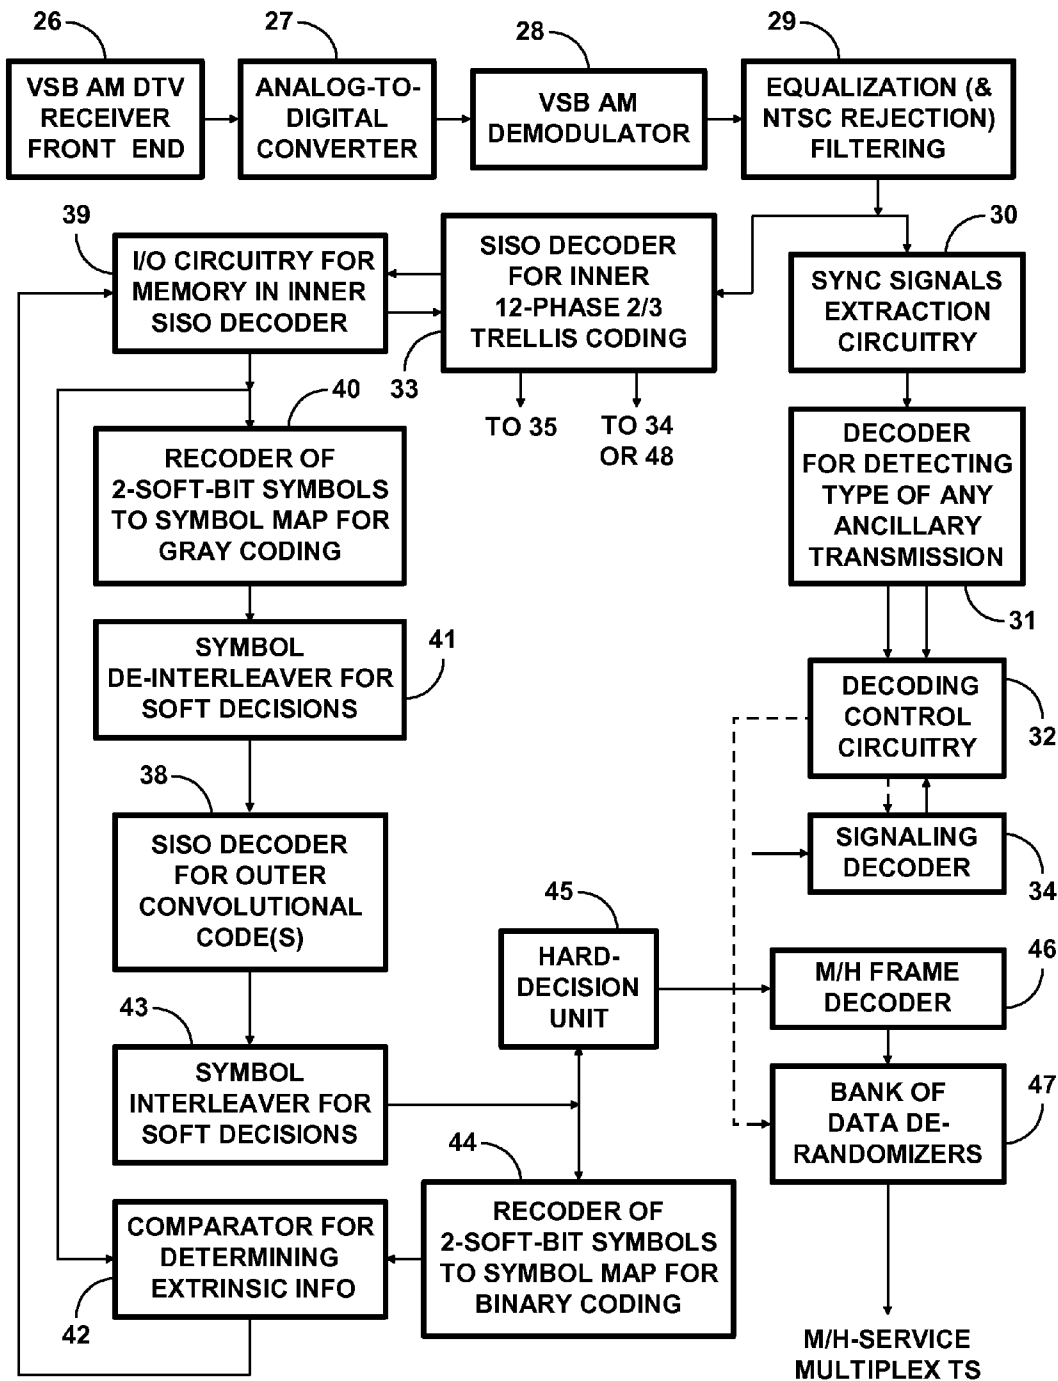 26
27
28
29
VSB AM DTV
RECEIVER
FRONT END
ANALOG-TO-
DIGITAL
CONVERTER
VSB AM
DEMODULATOR
EQUALIZATION (&
NTSC REJECTION)
FILTERING
39
I/O CIRCUITRY FOR
MEMORY IN INNER
SISO DECODER
SISO DECODER
FOR INNER
12-PHASE 2/3
TRELLIS CODING
33
TO 35
TO 34
OR 48
30
SYNC SIGNALS
EXTRACTION
CIRCUITRY
40
RECODER OF
2-SOFT-BIT SYMBOLS
TO SYMBOL MAP FOR
GRAY CODING
DECODER
FOR DETECTING
TYPE OF ANY
ANCILLARY
TRANSMISSION
31
41
SYMBOL
DE-INTERLEAVER FOR
SOFT DECISIONS
DECODING
CONTROL
CIRCUITRY
32
38
SISO DECODER
FOR OUTER
CONVOLUTIONAL
CODE(S)
SIGNALING
DECODER
34
45
HARD-
DECISION
UNIT
46
M/H FRAME
DECODER
43
SYMBOL
INTERLEAVER FOR
SOFT DECISIONS
47
BANK OF
DATA DE-
RANDOMIZERS
44
RECODER OF
2-SOFT-BIT SYMBOLS
TO SYMBOL MAP FOR
BINARY CODING
COMPARATOR FOR
DETERMINING
EXTRINSIC INFO
42
M/H-SERVICE
MULTIPLEX TS